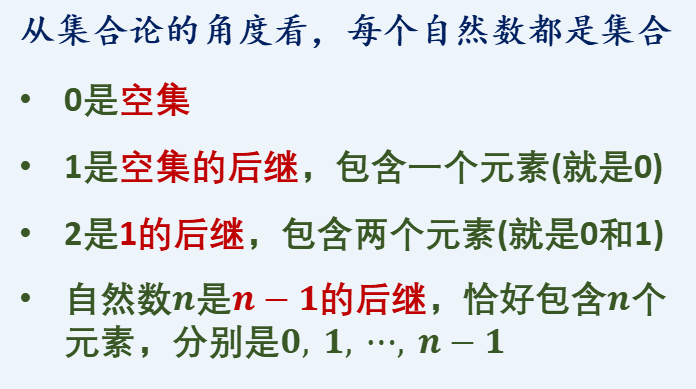 从集合论的角度看，每个自然数都是集合
• 0是空集
• 1是空集的后继，包含一个元素(就是0)
• 2是1的后继，包含两个元素(就是0和1)
• 自然数n是n − 1的后继，恰好包含n个
元素，分别是0, 1, ⋯, n − 1